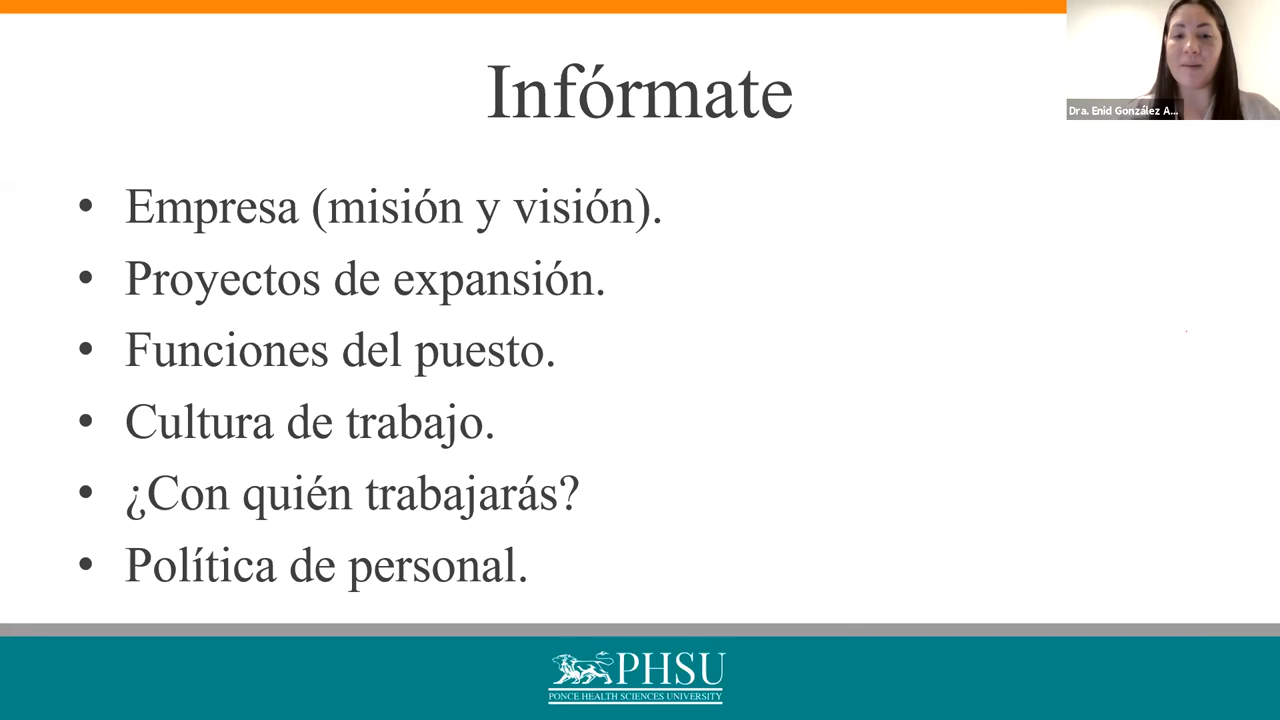 Infórmate
Dra. Enid González A...
• Empresa (misión y visión).
• Proyectos de expansión.
• Funciones del puesto.
• Cultura de trabajo.
• ¿Con quién trabajarás?
• Política de personal.
PHSU
PONCE HEALTH SCIENCES UNIVERSITY